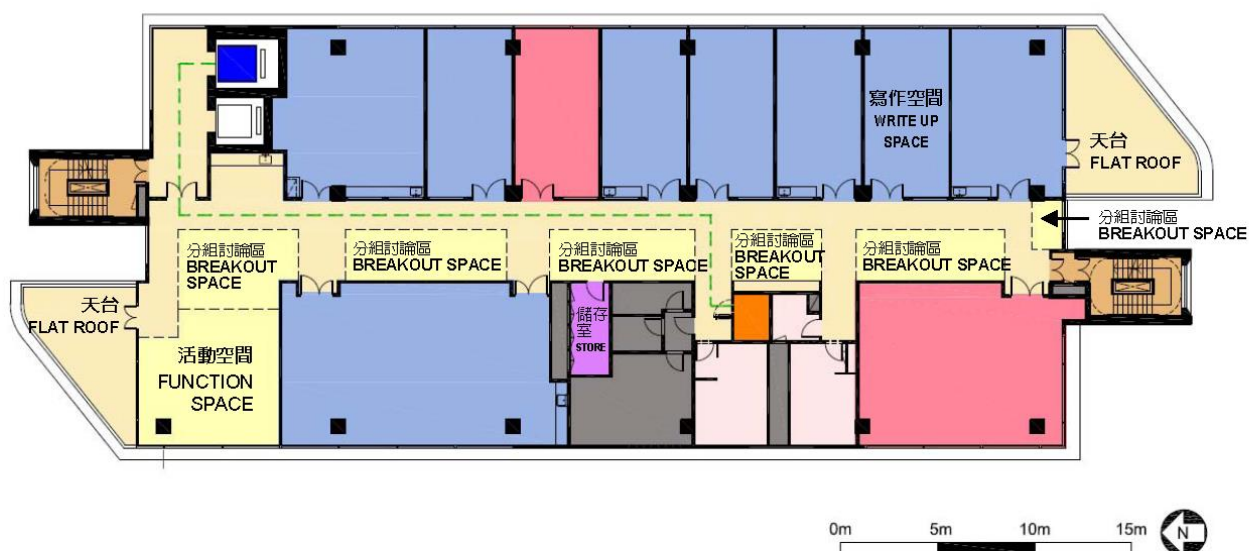 寫作空間
WRITE UP
SPACE
天台
FLAT ROOF
分組討論區
BREAKOUT
SPACE
分組討論區
BREAKOUT SPACE
分組討論區
BREAKOUT SPACE
分組討論區
BREAKOUT
SPACE
分組討論區
BREAKOUT SPACE
分組討論區
BREAKOUT SPACE
天台
FLAT ROOF
活動空間
FUNCTION
SPACE
儲存
室
STORE
0m
5m
10m
15m
N